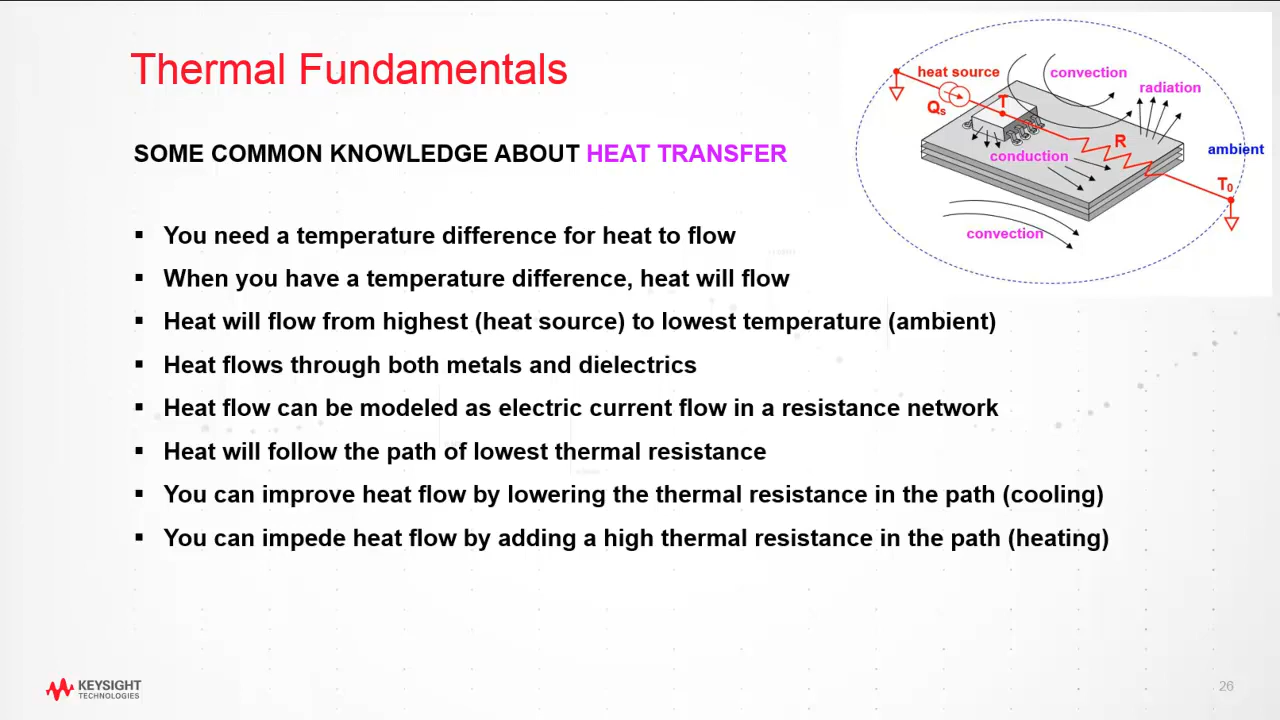 Thermal Fundamentals
SOME COMMON KNOWLEDGE ABOUT HEAT TRANSFER
▪ You need a temperature difference for heat to flow
▪ When you have a temperature difference, heat will flow
▪ Heat will flow from highest (heat source) to lowest temperature (ambient)
▪ Heat flows through both metals and dielectrics
▪ Heat flow can be modeled as electric current flow in a resistance network
▪ Heat will follow the path of lowest thermal resistance
▪ You can improve heat flow by lowering the thermal resistance in the path (cooling)
▪ You can impede heat flow by adding a high thermal resistance in the path (heating)
heat source
convection
radiation
Qs
T
R
conduction
ambient
T0
convection
KEYSIGHT
TECHNOLOGIES
26